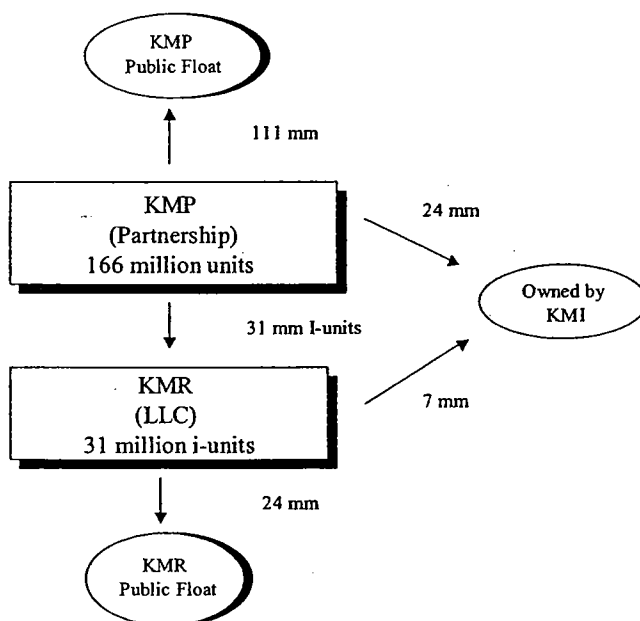 KMP
Public Float
111 mm
KMP
(Partnership)
166 million units
24 mm
Owned by
KMI
31 mm I-units
KMR
(LLC)
31 million i-units
7 mm
24 mm
KMR
Public Float